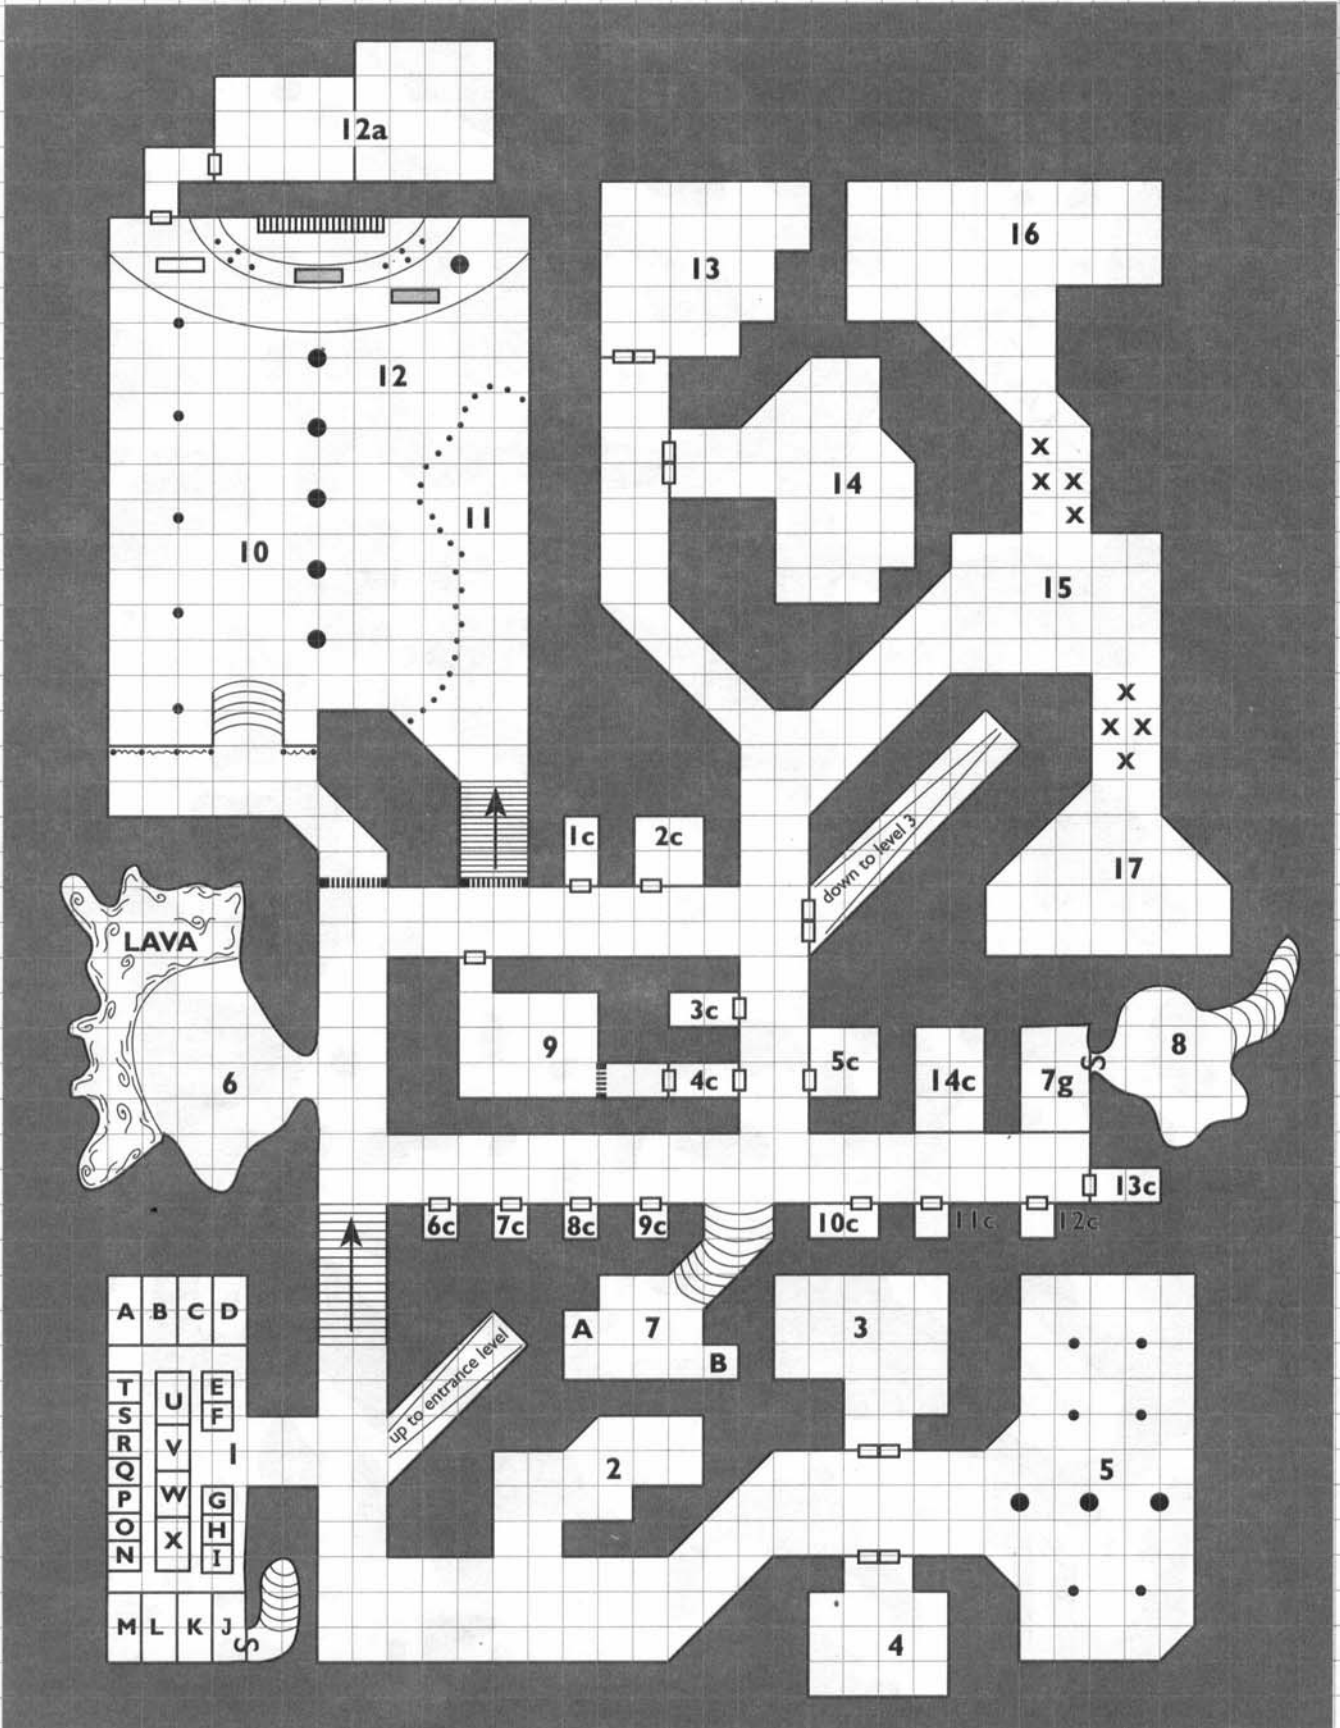 12a
16
13
12
14
11
10
15
1c
2c
down to level 3
17
LAVA
3c
9
8
5c
6
4c
14c
7g
S
13c
6c
7c
8c
9c
10c
11c
12c
A B C D
A
7
3
B
up to entrance level
T
S
R
Q
P
O
N
U
V
W
X
E
F
1
G
H
I
2
5
M L K J
S
4
X
X X
X
X
X X
X